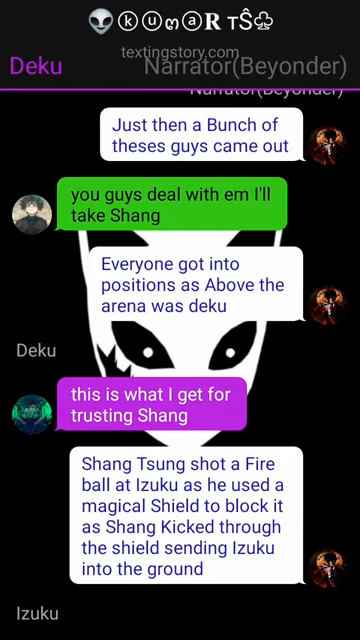 👽ⓚⓤ๓ⓐ𝐑 тŜ♧
textingstory.com
Deku
Narrator(Beyonder)
Narrator(Beyonder)
Just then a Bunch of
theses guys came out
you guys deal with em I'll
take Shang
Everyone got into
positions as Above the
arena was deku
Deku
this is what I get for
trusting Shang
Shang Tsung shot a Fire
ball at Izuku as he used a
magical Shield to block it
as Shang Kicked through
the shield sending Izuku
into the ground
Izuku